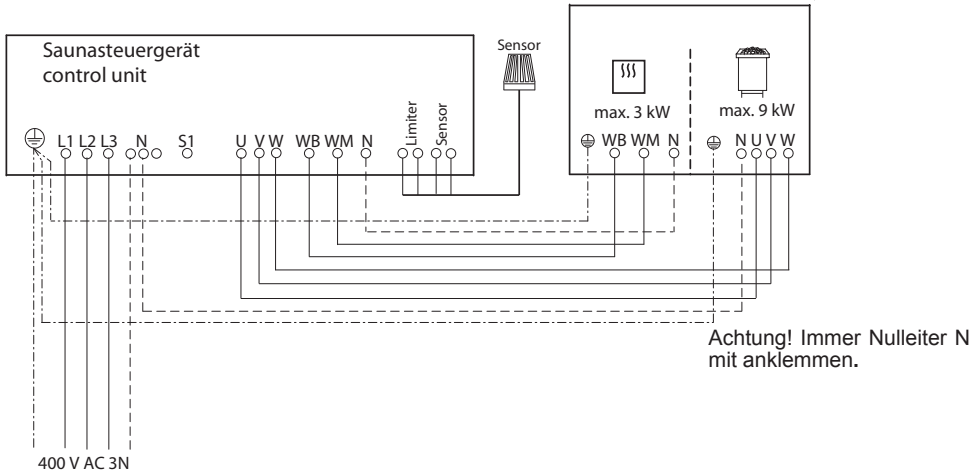 Saunasteuergerät
control unit
Sensor
max. 3 kW
max. 9 kW
L1 L2 L3 N S1 U V W WB WM N Limiter Sensor
WB WM N N U V W
Achtung! Immer Nulleiter N
mit anklemmen.
400 V AC 3N